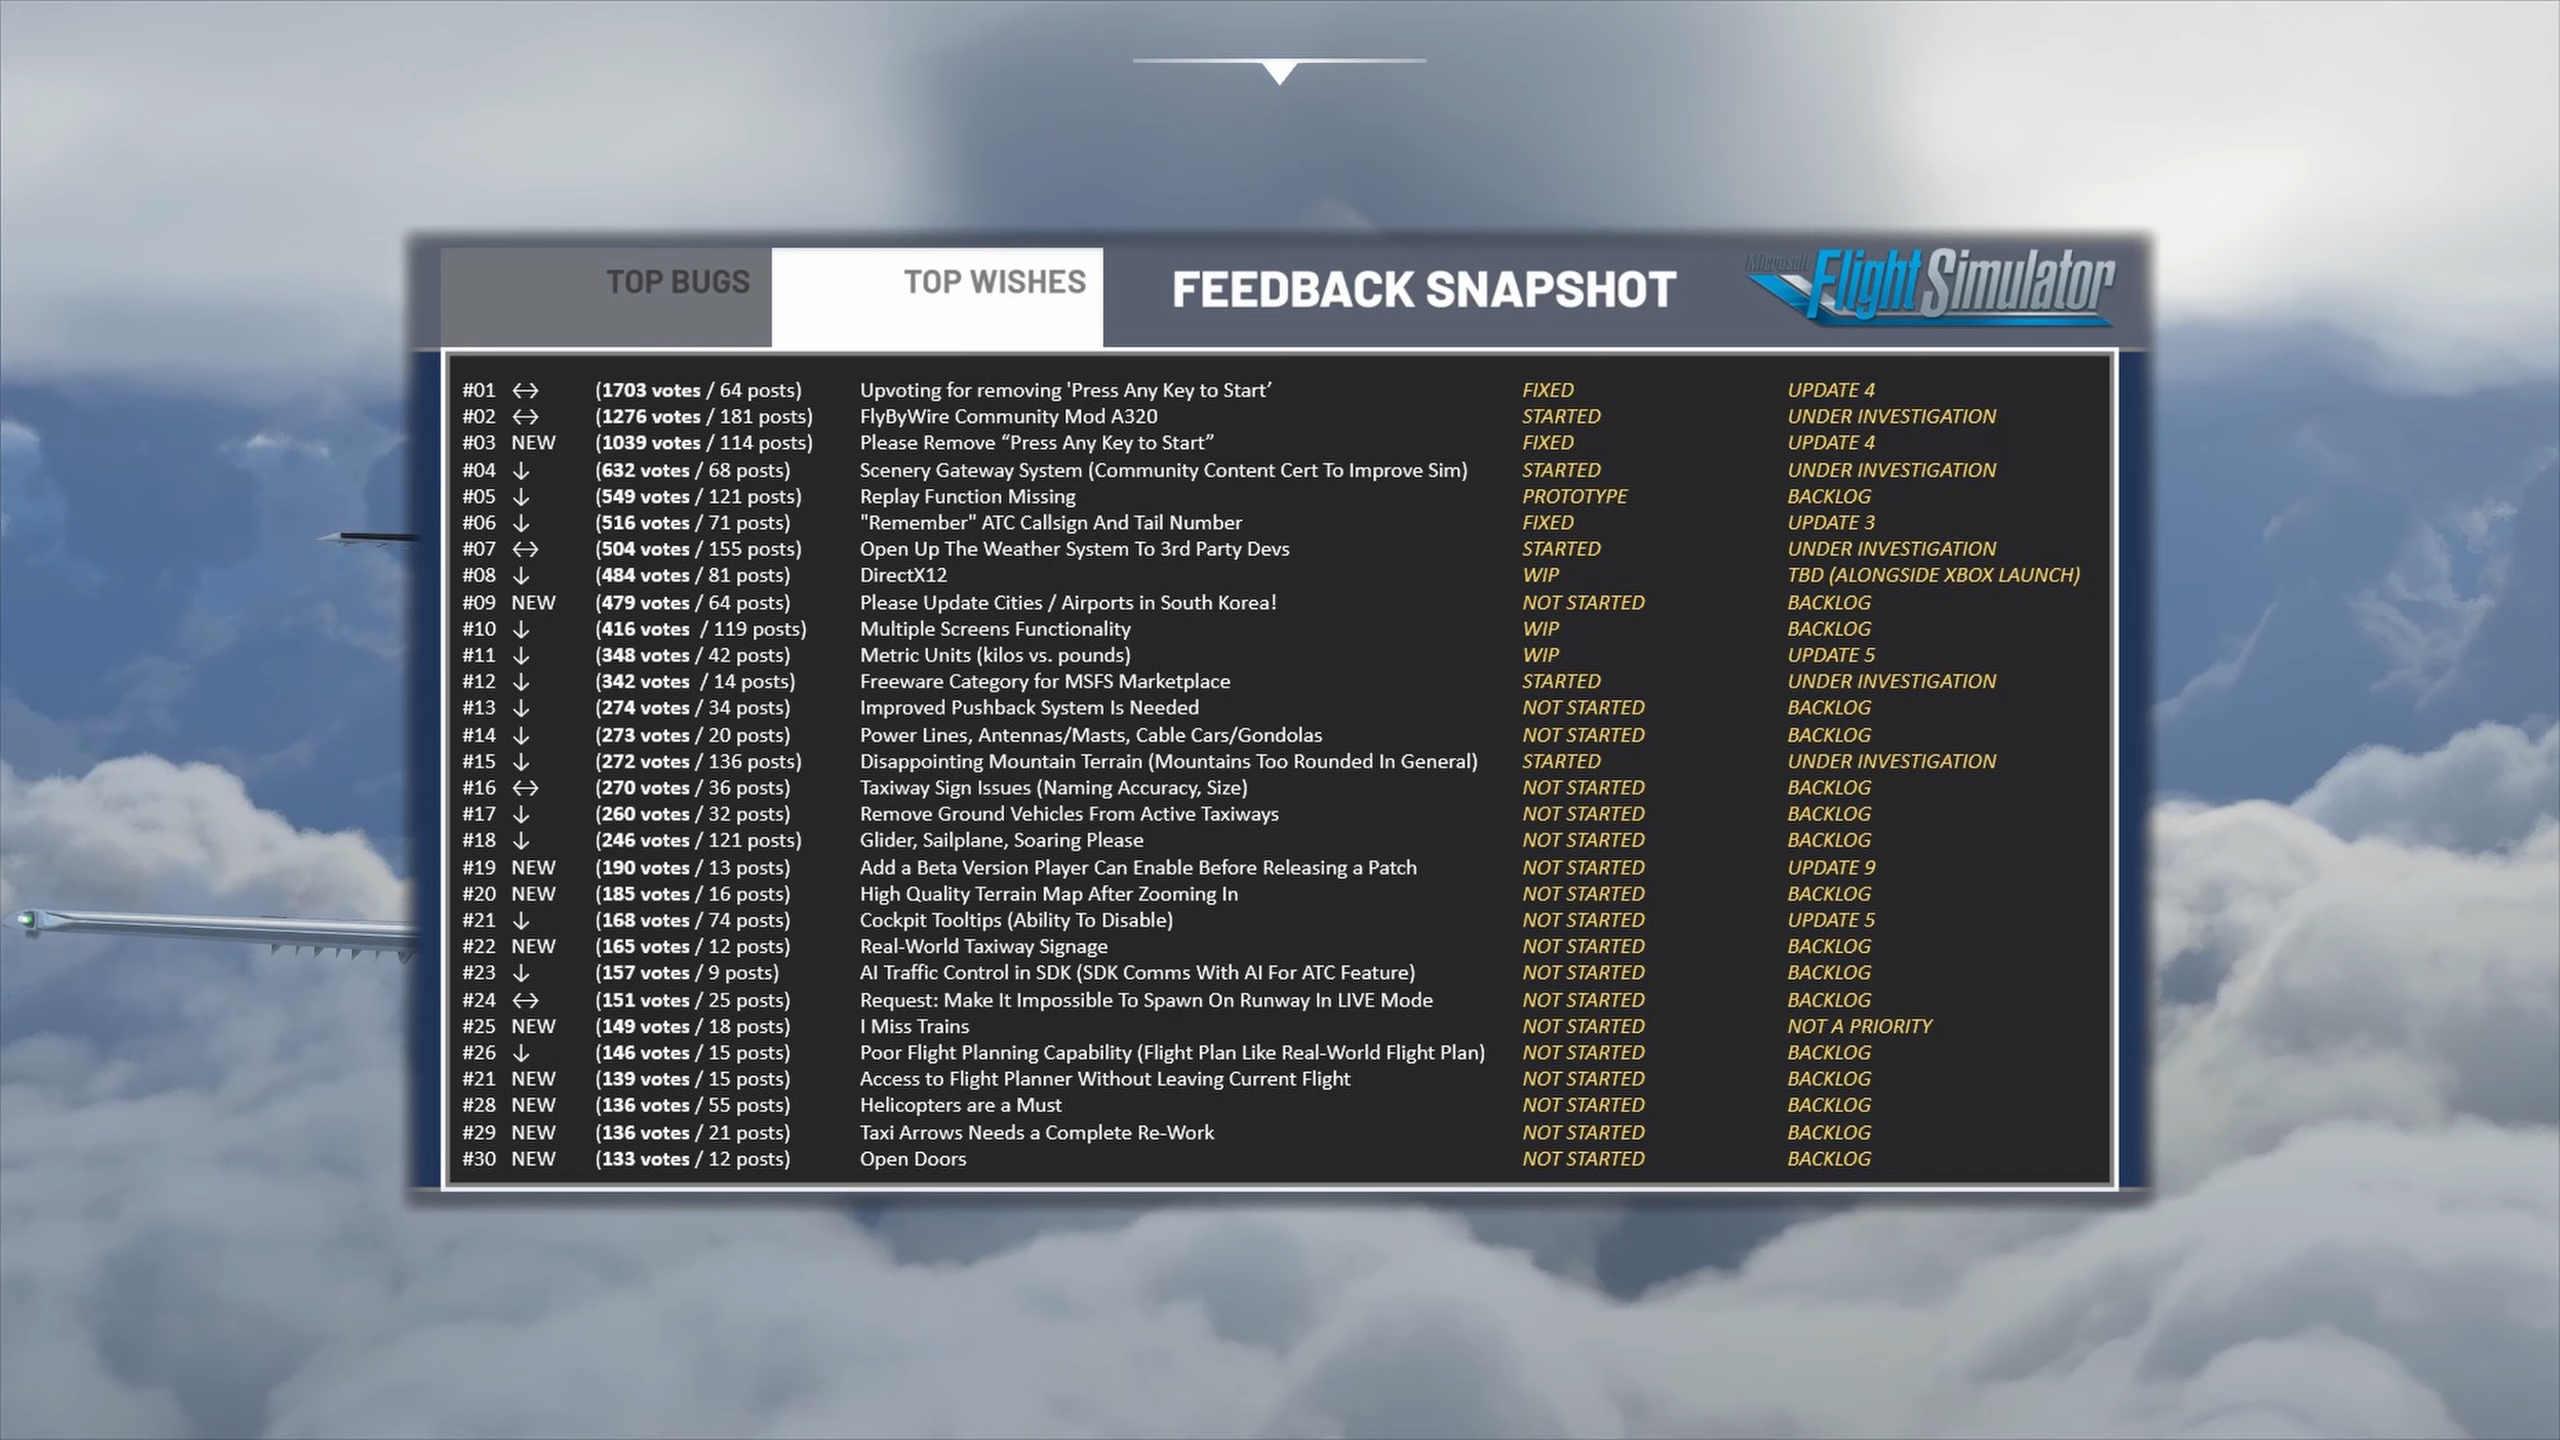 TOP BUGS TOP WISHES FEEDBACK SNAPSHOT Microsoft Flight Simulator
#01 ↔ (1703 votes / 64 posts) Upvoting for removing 'Press Any Key to Start’ FIXED UPDATE 4
#02 ↔ (1276 votes / 181 posts) FlyByWire Community Mod A320 STARTED UNDER INVESTIGATION
#03 NEW (1039 votes / 114 posts) Please Remove “Press Any Key to Start” FIXED UPDATE 4
#04 ↓ (632 votes / 68 posts) Scenery Gateway System (Community Content Cert To Improve Sim) STARTED UNDER INVESTIGATION
#05 ↓ (549 votes / 121 posts) Replay Function Missing PROTOTYPE BACKLOG
#06 ↓ (516 votes / 71 posts) "Remember" ATC Callsign And Tail Number FIXED UPDATE 3
#07 ↔ (504 votes / 155 posts) Open Up The Weather System To 3rd Party Devs STARTED UNDER INVESTIGATION
#08 ↓ (484 votes / 81 posts) DirectX12 WIP TBD (ALONGSIDE XBOX LAUNCH)
#09 NEW (479 votes / 64 posts) Please Update Cities / Airports in South Korea! NOT STARTED BACKLOG
#10 ↓ (416 votes / 119 posts) Multiple Screens Functionality WIP BACKLOG
#11 ↓ (348 votes / 42 posts) Metric Units (kilos vs. pounds) WIP UPDATE 5
#12 ↓ (342 votes / 14 posts) Freeware Category for MSFS Marketplace STARTED UNDER INVESTIGATION
#13 ↓ (274 votes / 34 posts) Improved Pushback System Is Needed NOT STARTED BACKLOG
#14 ↓ (273 votes / 20 posts) Power Lines, Antennas/Masts, Cable Cars/Gondolas NOT STARTED BACKLOG
#15 ↓ (272 votes / 136 posts) Disappointing Mountain Terrain (Mountains Too Rounded In General) STARTED UNDER INVESTIGATION
#16 ↔ (270 votes / 36 posts) Taxiway Sign Issues (Naming Accuracy, Size) NOT STARTED BACKLOG
#17 ↓ (260 votes / 32 posts) Remove Ground Vehicles From Active Taxiways NOT STARTED BACKLOG
#18 ↓ (246 votes / 121 posts) Glider, Sailplane, Soaring Please NOT STARTED BACKLOG
#19 NEW (190 votes / 13 posts) Add a Beta Version Player Can Enable Before Releasing a Patch NOT STARTED UPDATE 9
#20 NEW (185 votes / 16 posts) High Quality Terrain Map After Zooming In NOT STARTED BACKLOG
#21 ↓ (168 votes / 74 posts) Cockpit Tooltips (Ability To Disable) NOT STARTED UPDATE 5
#22 NEW (165 votes / 12 posts) Real-World Taxiway Signage NOT STARTED BACKLOG
#23 ↓ (157 votes / 9 posts) AI Traffic Control in SDK (SDK Comms With AI For ATC Feature) NOT STARTED BACKLOG
#24 ↔ (151 votes / 25 posts) Request: Make It Impossible To Spawn On Runway In LIVE Mode NOT STARTED BACKLOG
#25 NEW (149 votes / 18 posts) I Miss Trains NOT STARTED NOT A PRIORITY
#26 ↓ (146 votes / 15 posts) Poor Flight Planning Capability (Flight Plan Like Real-World Flight Plan) NOT STARTED BACKLOG
#21 NEW (139 votes / 15 posts) Access to Flight Planner Without Leaving Current Flight NOT STARTED BACKLOG
#28 NEW (136 votes / 55 posts) Helicopters are a Must NOT STARTED BACKLOG
#29 NEW (136 votes / 21 posts) Taxi Arrows Needs a Complete Re-Work NOT STARTED BACKLOG
#30 NEW (133 votes / 12 posts) Open Doors NOT STARTED BACKLOG